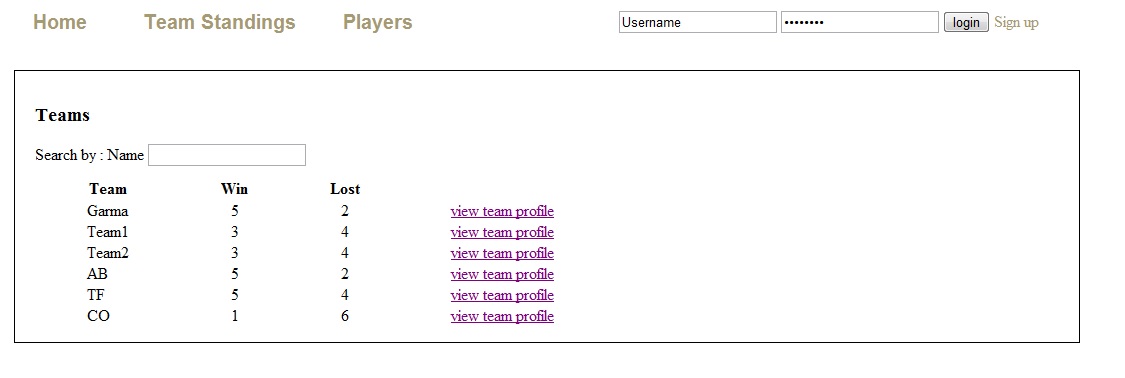 Home Team Standings Players Username •••••••• login Sign up
Teams
Search by : Name
Team Win Lost
Garma 5 2 view team profile
Team1 3 4 view team profile
Team2 3 4 view team profile
AB 5 2 view team profile
TF 5 4 view team profile
CO 1 6 view team profile